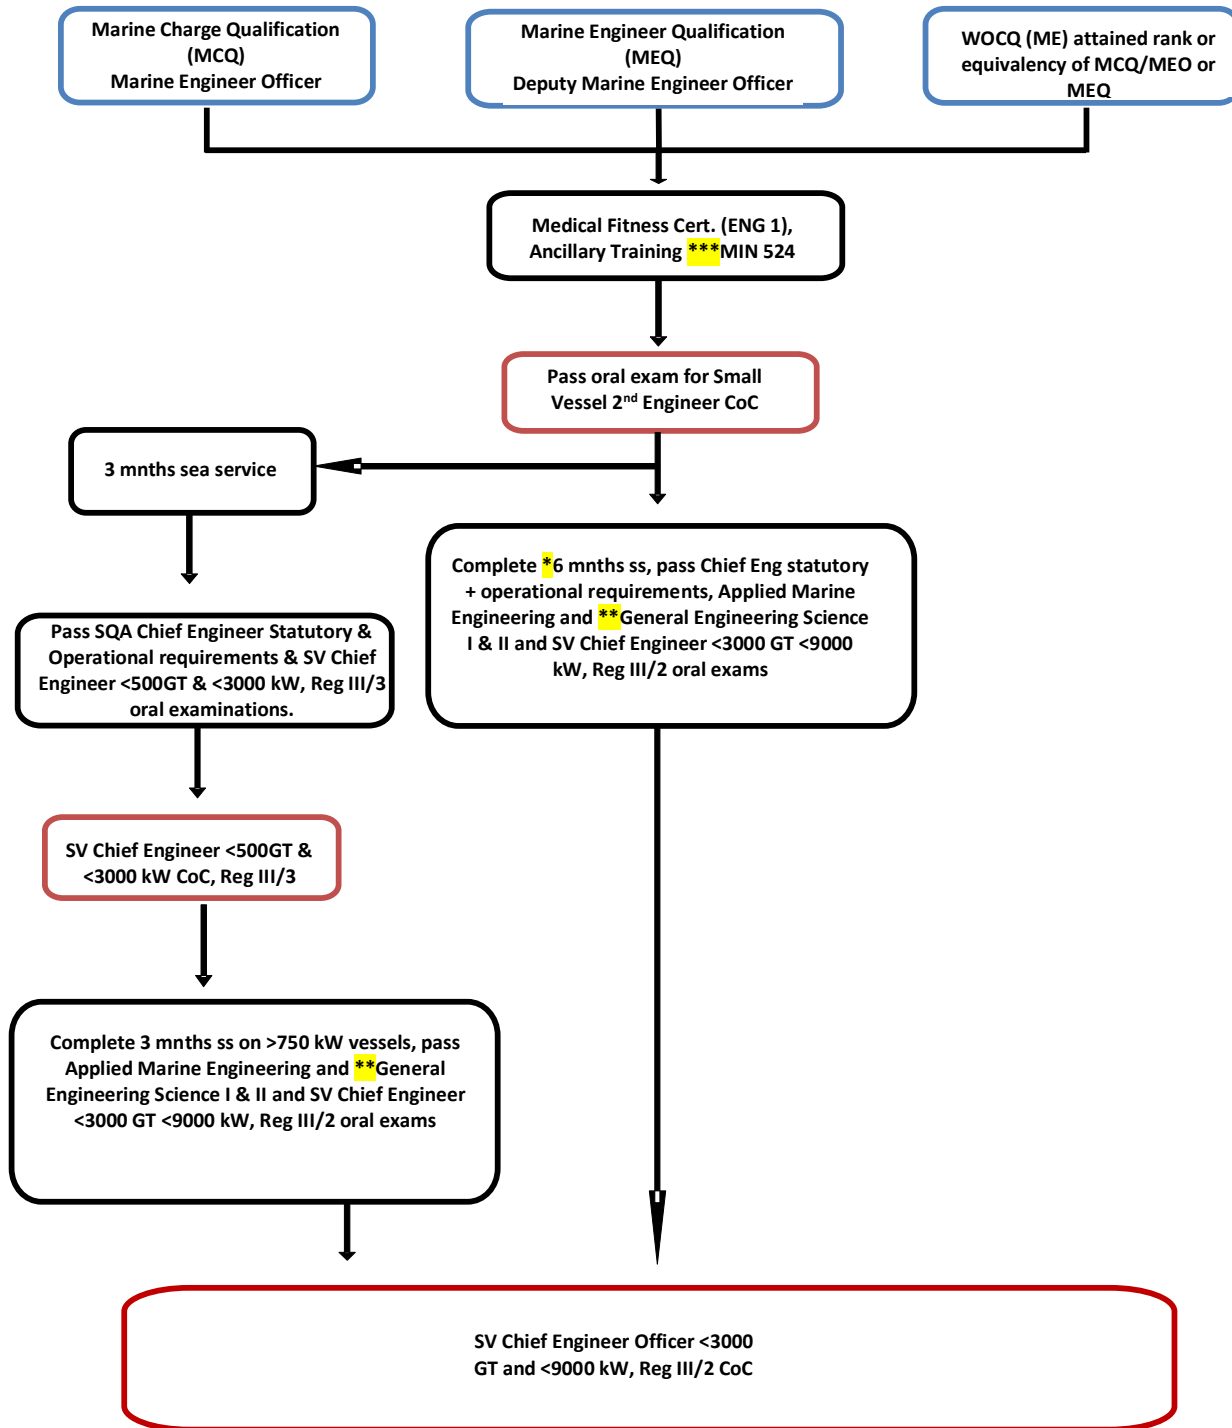 Marine Charge Qualification
(MCQ)
Marine Engineer Officer
Marine Engineer Qualification
(MEQ)
Deputy Marine Engineer Officer
WOCQ (ME) attained rank or
equivalency of MCQ/MEO or
MEQ
Medical Fitness Cert. (ENG 1),
Ancillary Training ***MIN 524
Pass oral exam for Small
Vessel 2nd Engineer CoC
3 mnths sea service
Complete *6 mnths ss, pass Chief Eng statutory
+ operational requirements, Applied Marine
Engineering and **General Engineering Science
I & II and SV Chief Engineer <3000 GT <9000
kW, Reg III/2 oral exams
Pass SQA Chief Engineer Statutory &
Operational requirements & SV Chief
Engineer <500GT & <3000 kW, Reg III/3
oral examinations.
SV Chief Engineer <500GT &
<3000 kW CoC, Reg III/3
Complete 3 mnths ss on >750 kW vessels, pass
Applied Marine Engineering and **General
Engineering Science I & II and SV Chief Engineer
<3000 GT <9000 kW, Reg III/2 oral exams
SV Chief Engineer Officer <3000
GT and <9000 kW, Reg III/2 CoC